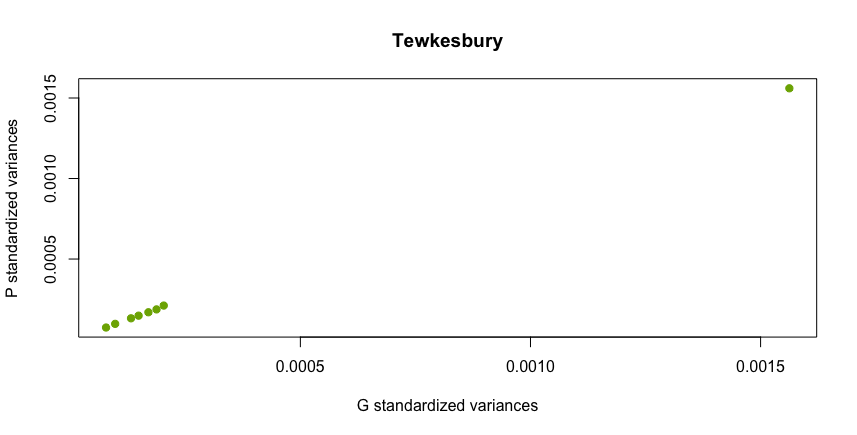 Tewkesbury
P standardized variances
0.0015
0.0010
0.0005
0.0005 0.0010 0.0015
G standardized variances